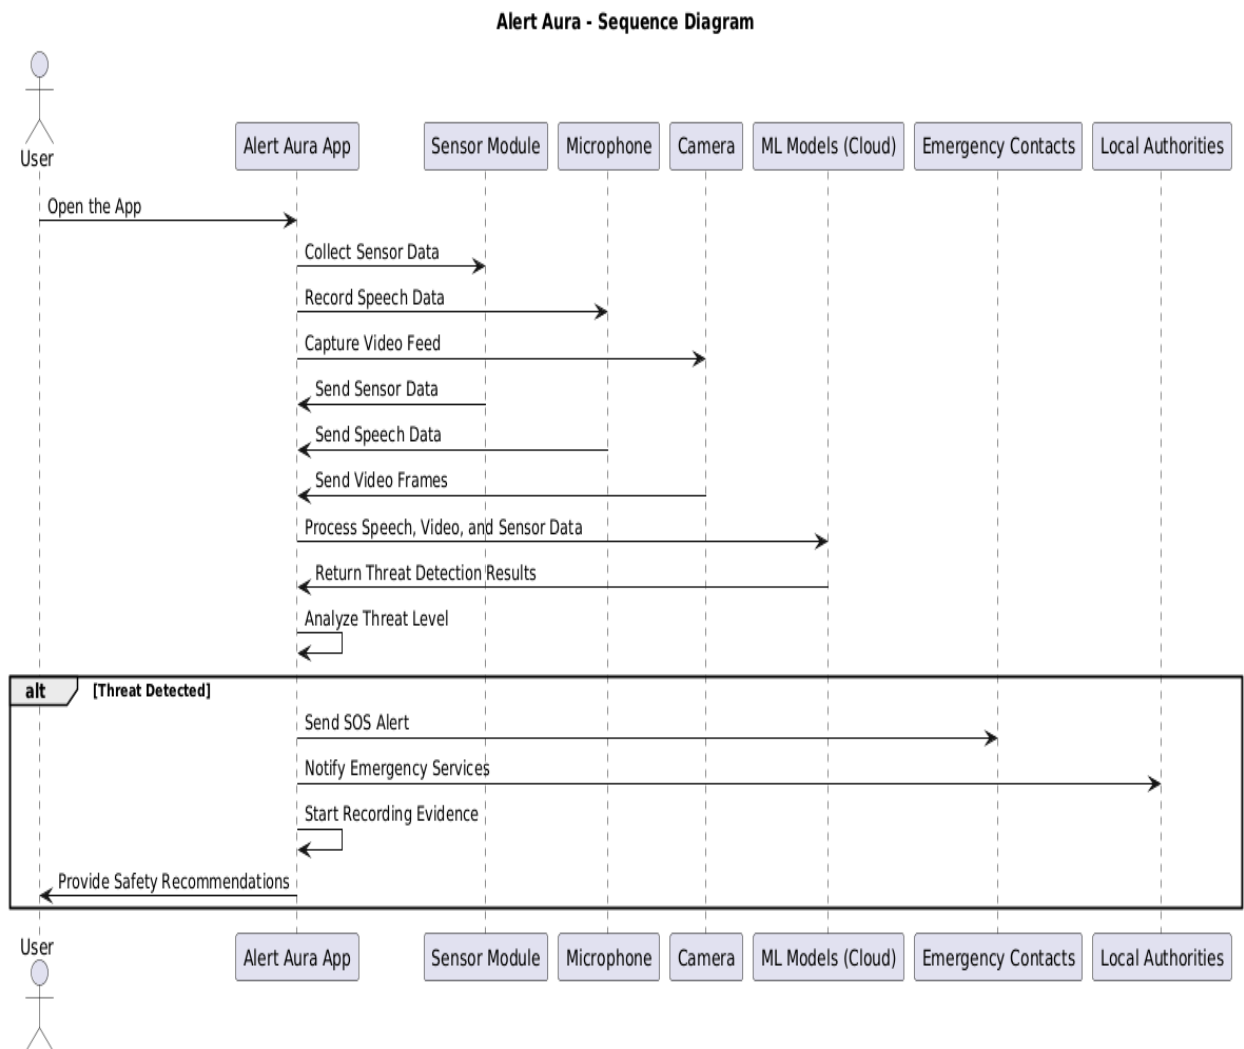 Alert Aura - Sequence Diagram
User
Alert Aura App
Sensor Module
Microphone
Camera
ML Models (Cloud)
Emergency Contacts
Local Authorities
Open the App
Collect Sensor Data
Record Speech Data
Capture Video Feed
Send Sensor Data
Send Speech Data
Send Video Frames
Process Speech, Video, and Sensor Data
Return Threat Detection Results
Analyze Threat Level
alt
[Threat Detected]
Send SOS Alert
Notify Emergency Services
Start Recording Evidence
Provide Safety Recommendations
User
Alert Aura App
Sensor Module
Microphone
Camera
ML Models (Cloud)
Emergency Contacts
Local Authorities